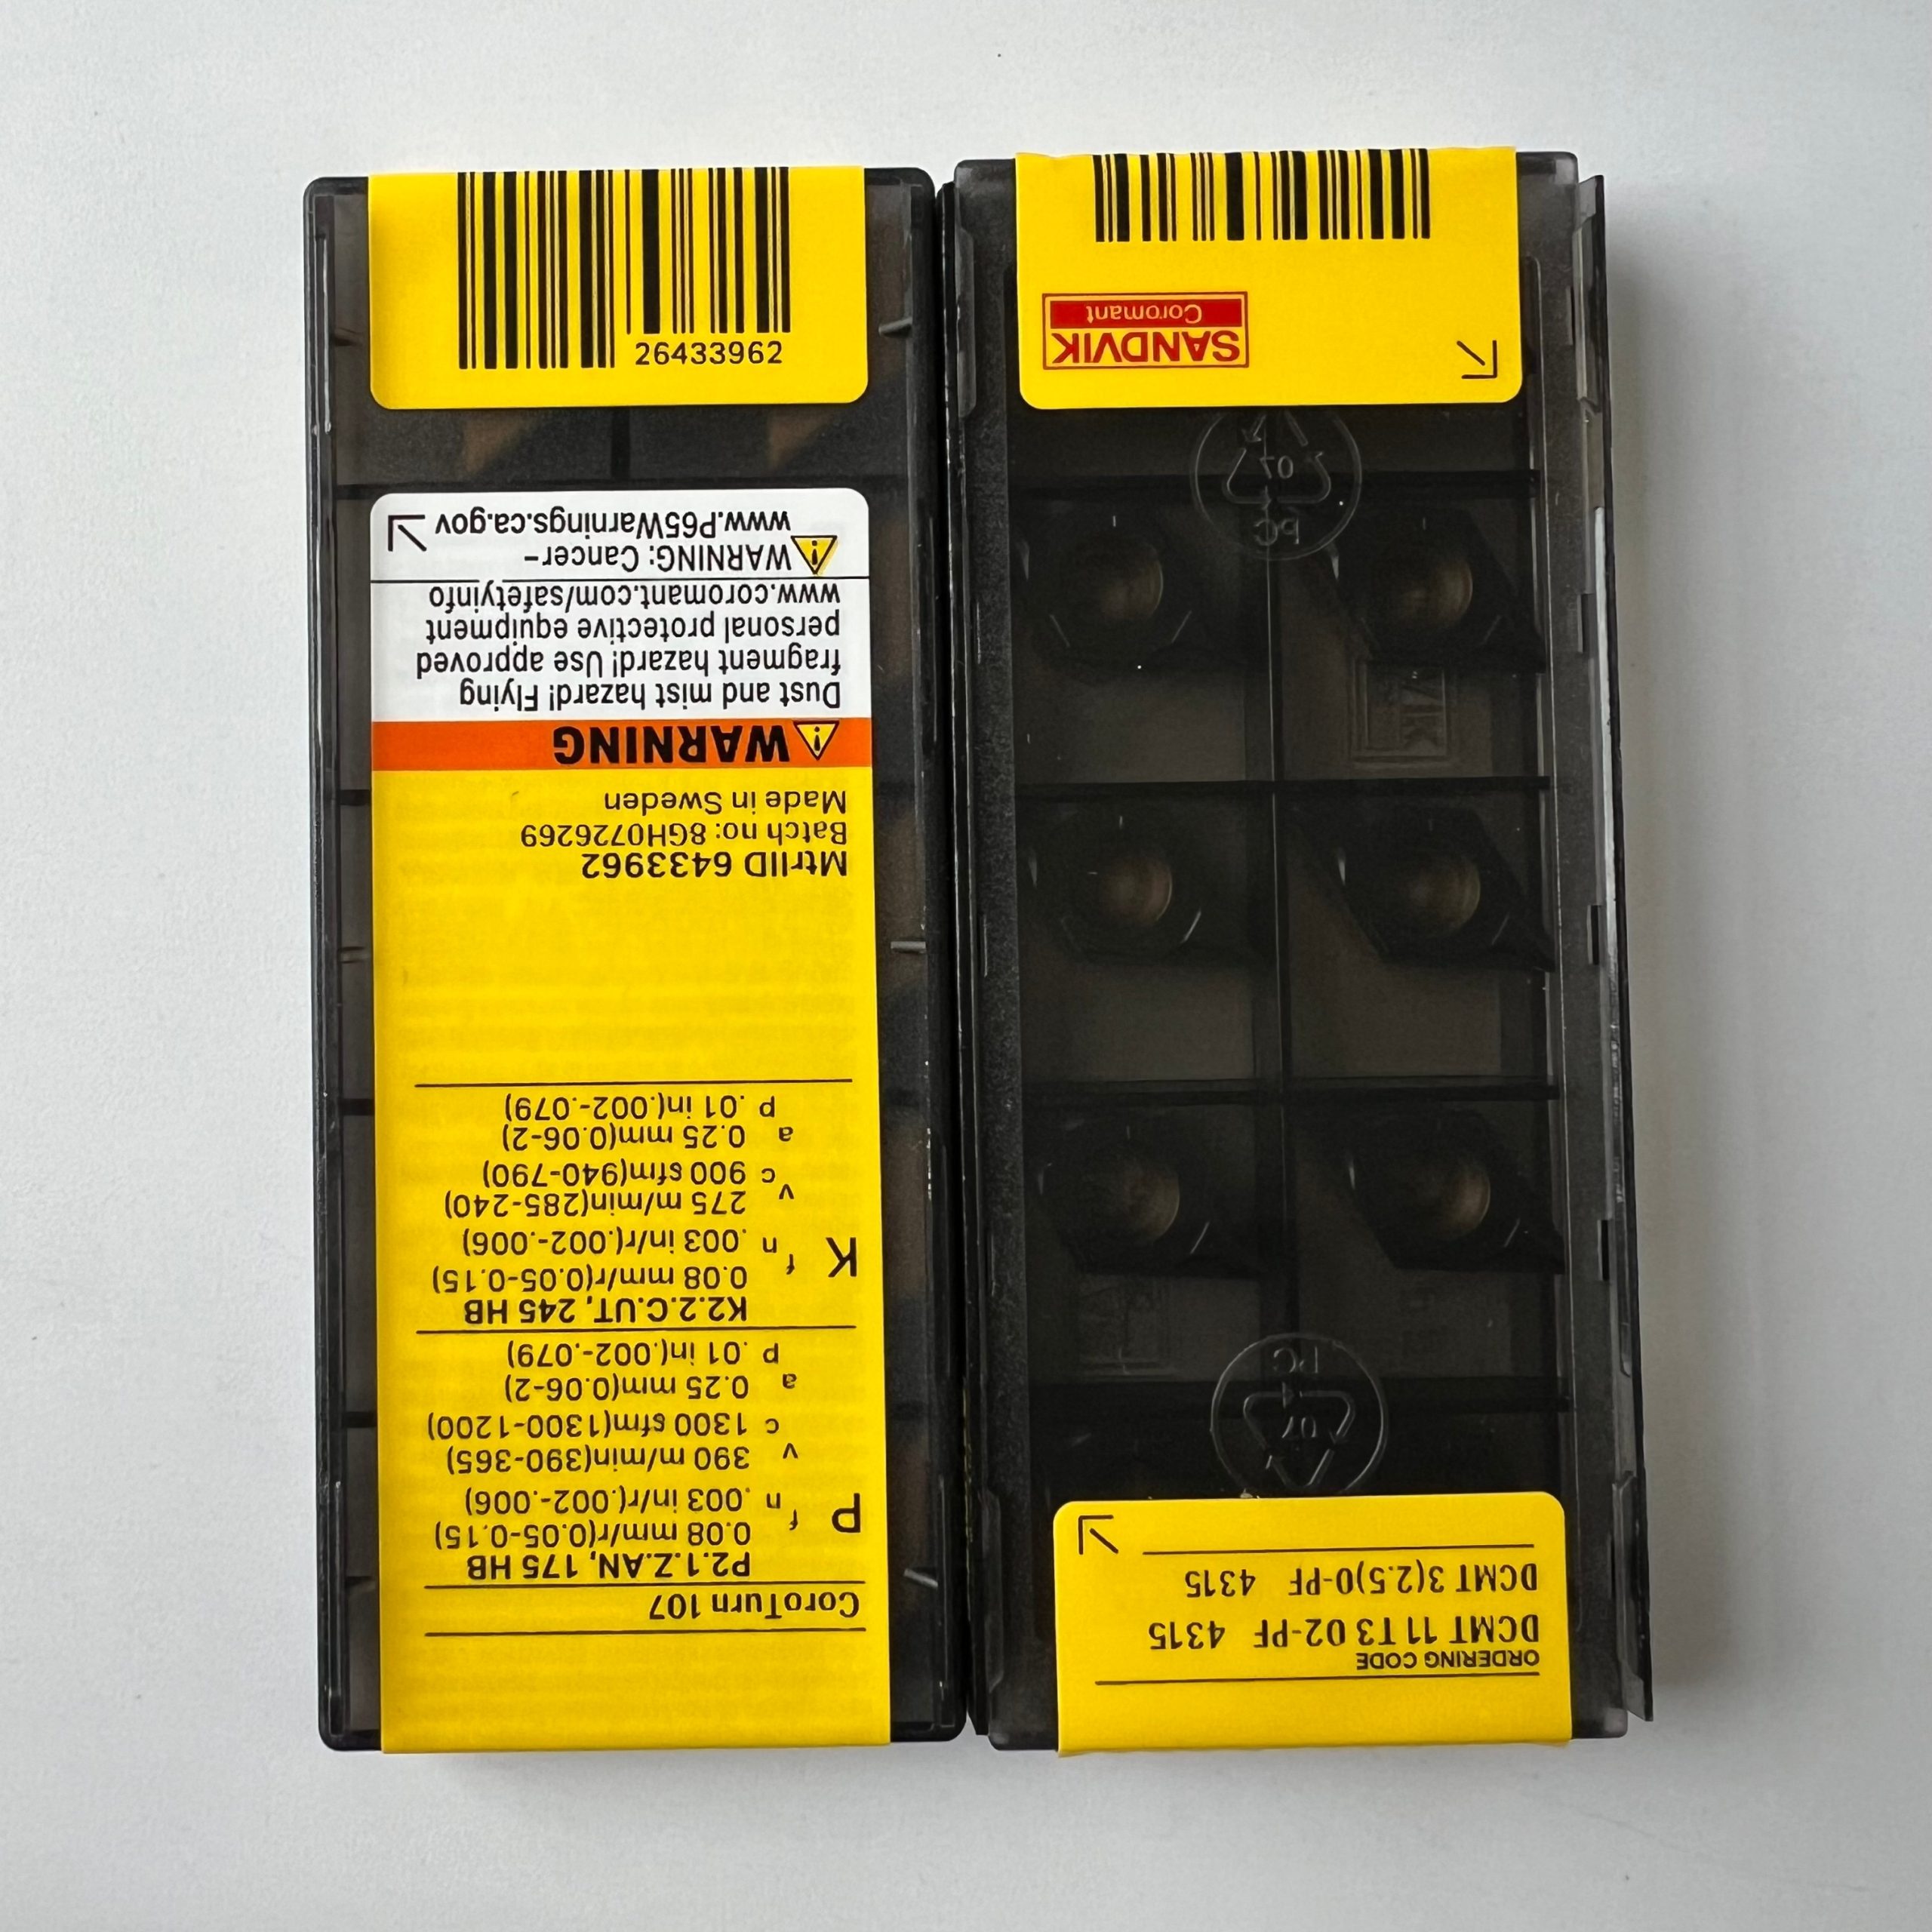 ORDERING CODE
DCMT 11 T3 02-PF 4315
DCMT 3(2.5)0-PF 4315
PC
07
PC
07
SANDVIK
Coromant
CoroTurn 107
P2.1.Z.AN, 175 HB
P
f n 0.08 mm/r(0.05-0.15)
.003 in/r(.002-.006)
v c 390 m/min(390-365)
1300 sfm(1300-1200)
a p 0.25 mm(0.06-2)
.01 in(.002-.079)
K2.2.C.UT, 245 HB
K
f n 0.08 mm/r(0.05-0.15)
.003 in/r(.002-.006)
v c 275 m/min(285-240)
900 sfm(940-790)
a p 0.25 mm(0.06-2)
.01 in(.002-.079)
MtrlID 6433962
Batch no: 8GH0726269
Made in Sweden
WARNING
Dust and mist hazard! Flying
fragment hazard! Use approved
personal protective equipment
www.coromant.com/safetyinfo
WARNING: Cancer-
www.P65Warnings.ca.gov
26433962